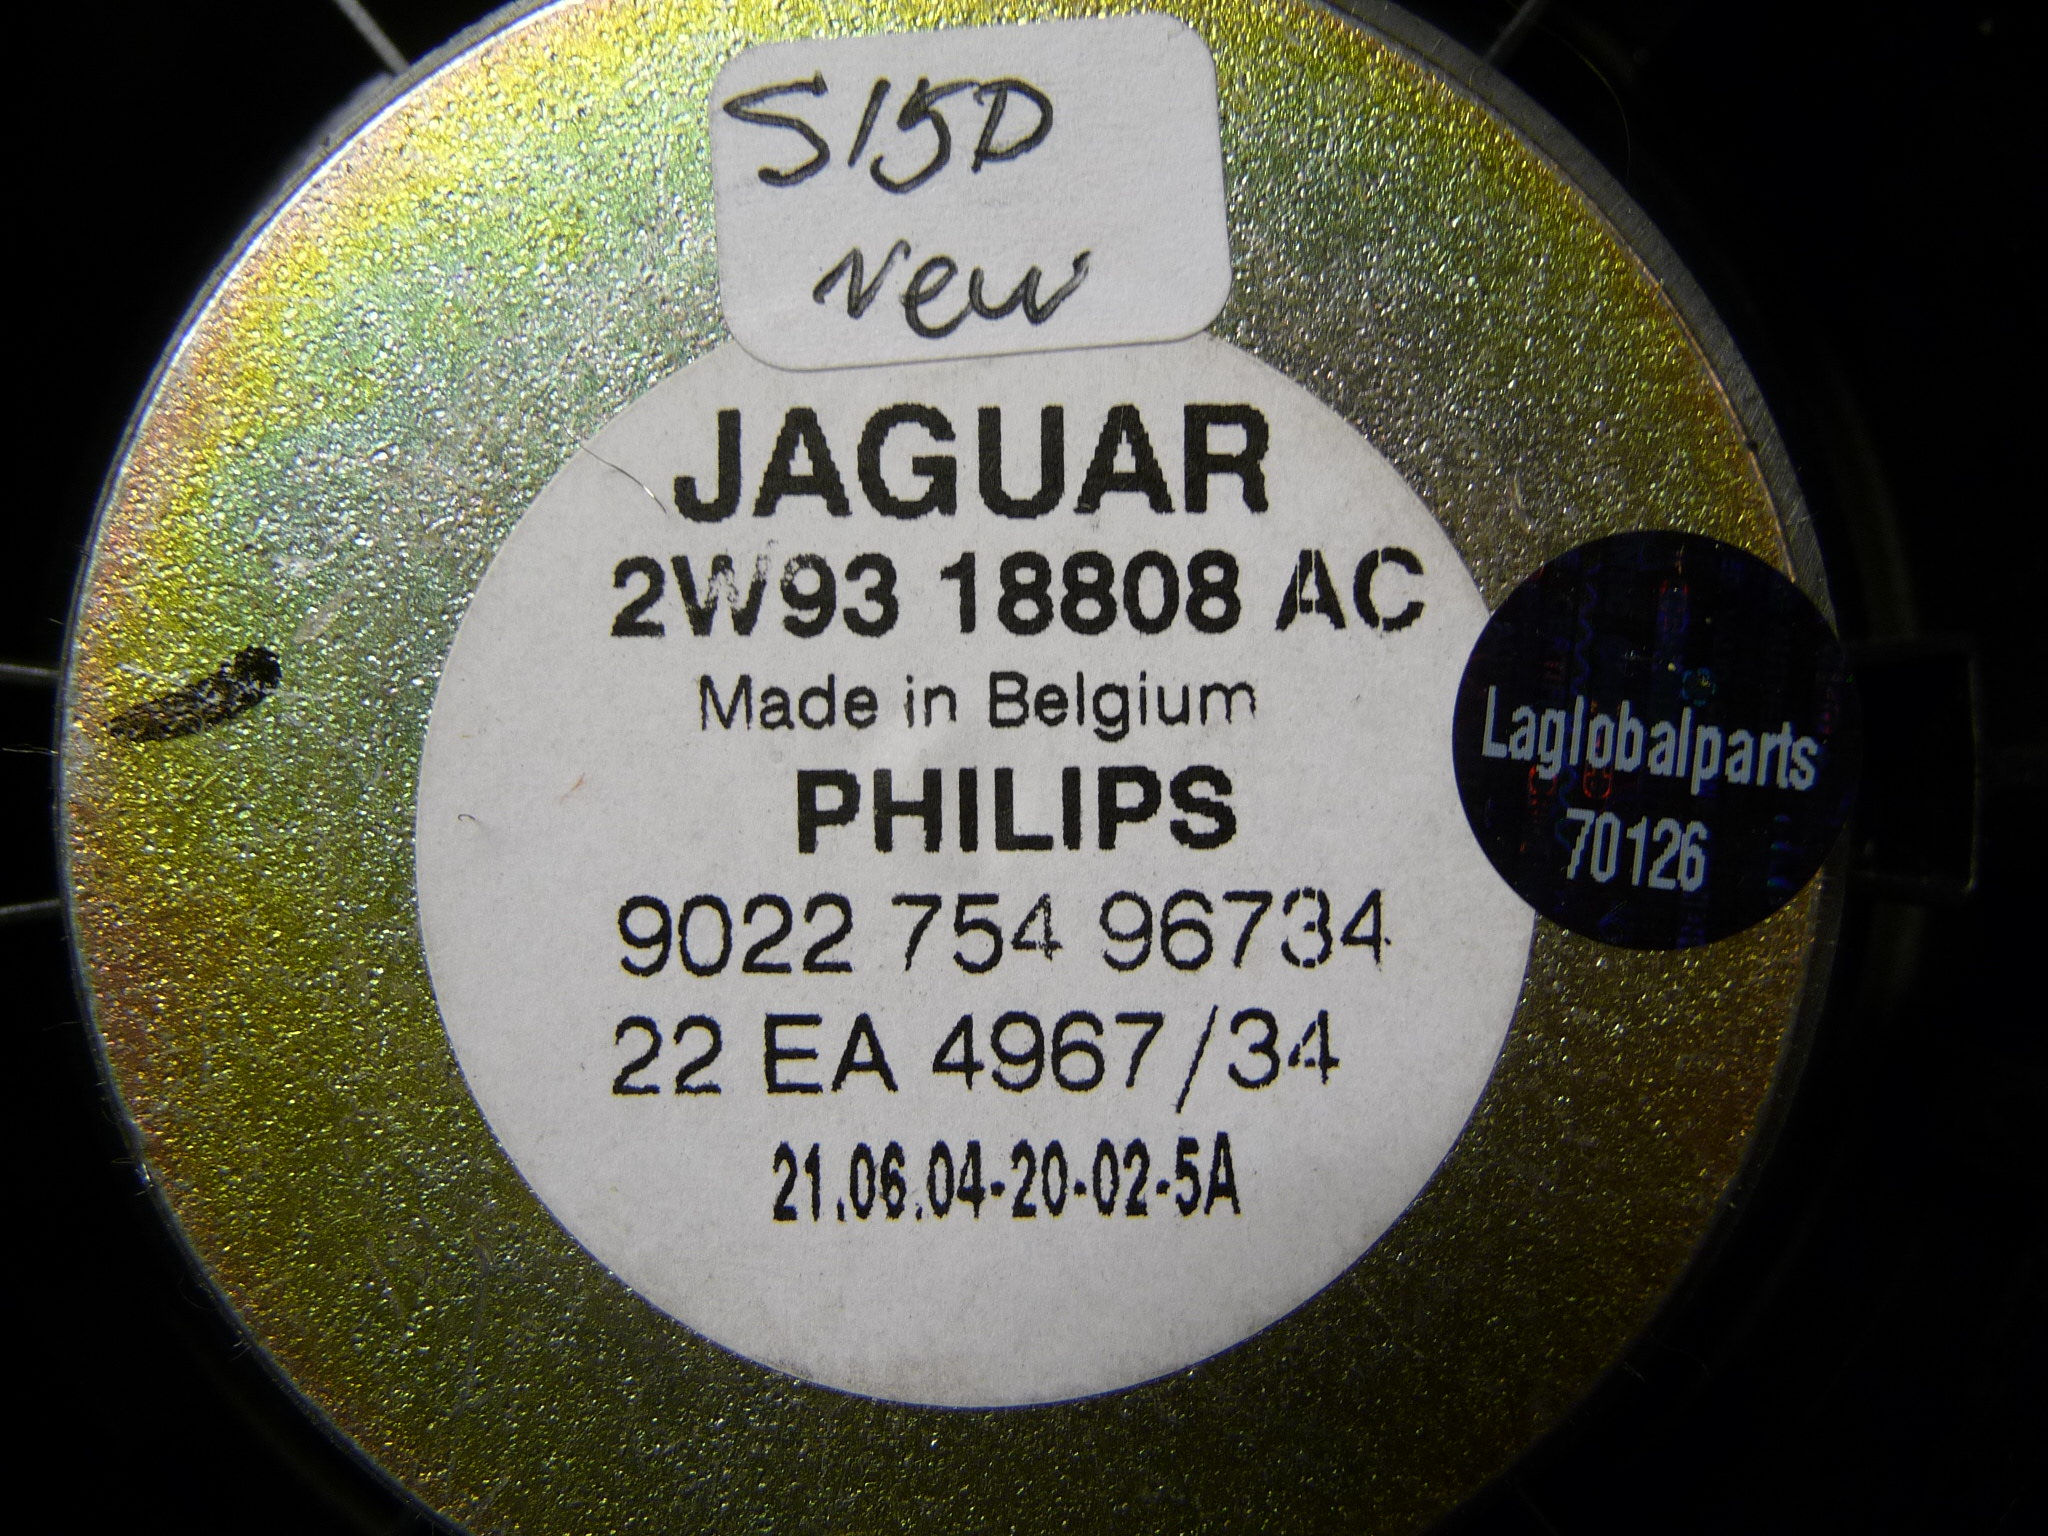 S15D
New
JAGUAR
2W93 18808 AC
Made in Belgium
PHILIPS
9022 754 96734
22 EA 4967/34
21.06.04-20-02-5A
Laglobalparts
70126